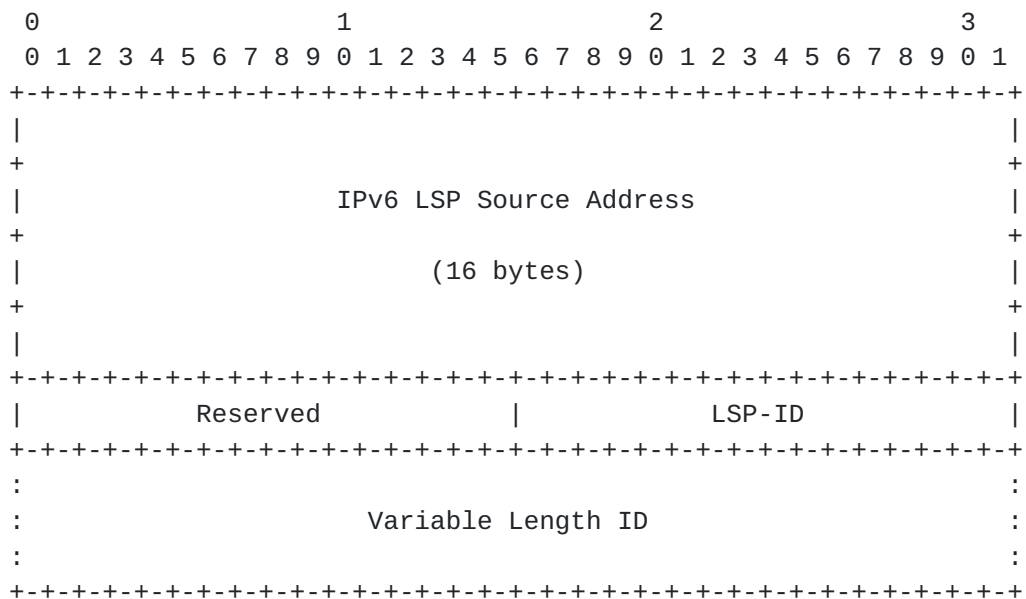 0                   1                   2                   3
 0 1 2 3 4 5 6 7 8 9 0 1 2 3 4 5 6 7 8 9 0 1 2 3 4 5 6 7 8 9 0 1
+-+-+-+-+-+-+-+-+-+-+-+-+-+-+-+-+-+-+-+-+-+-+-+-+-+-+-+-+-+-+-+-+
|                                                               |
+                                                               +
|                    IPv6 LSP Source Address                    |
+                                                               +
|                          (16 bytes)                           |
+                                                               +
|                                                               |
+-+-+-+-+-+-+-+-+-+-+-+-+-+-+-+-+-+-+-+-+-+-+-+-+-+-+-+-+-+-+-+-+
|           Reserved            |            LSP-ID             |
+-+-+-+-+-+-+-+-+-+-+-+-+-+-+-+-+-+-+-+-+-+-+-+-+-+-+-+-+-+-+-+-+
:                                                               :
:                      Variable Length ID                       :
:                                                               :
+-+-+-+-+-+-+-+-+-+-+-+-+-+-+-+-+-+-+-+-+-+-+-+-+-+-+-+-+-+-+-+-+